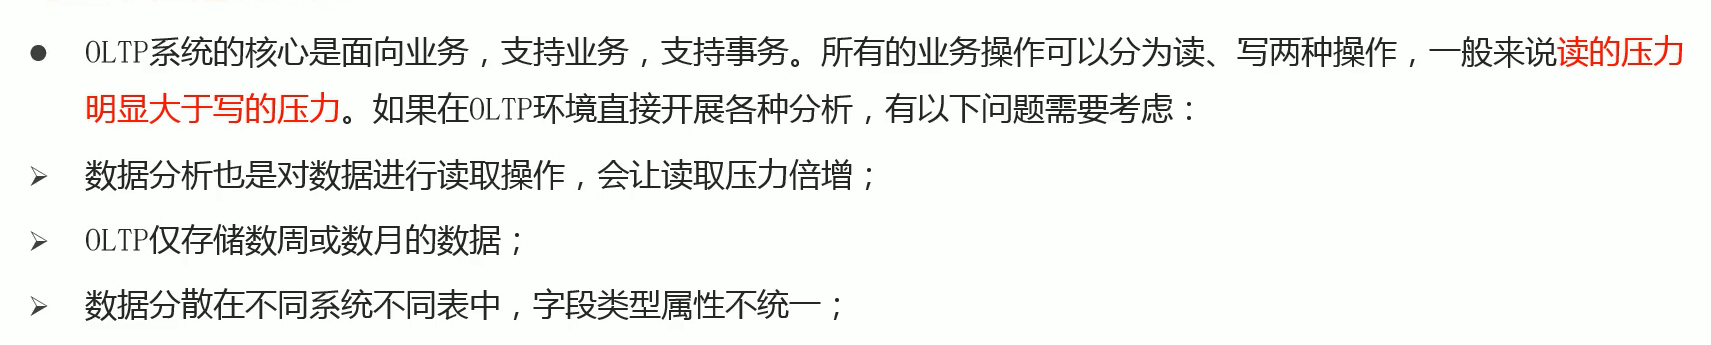 ● OLTP系统的核心是面向业务，支持业务，支持事务。所有的业务操作可以分为读、写两种操作，一般来说读的压力
明显大于写的压力。如果在OLTP环境直接开展各种分析，有以下问题需要考虑：
➢ 数据分析也是对数据进行读取操作，会让读取压力倍增；
➢ OLTP仅存储数周或数月的数据；
➢ 数据分散在不同系统不同表中，字段类型属性不统一；